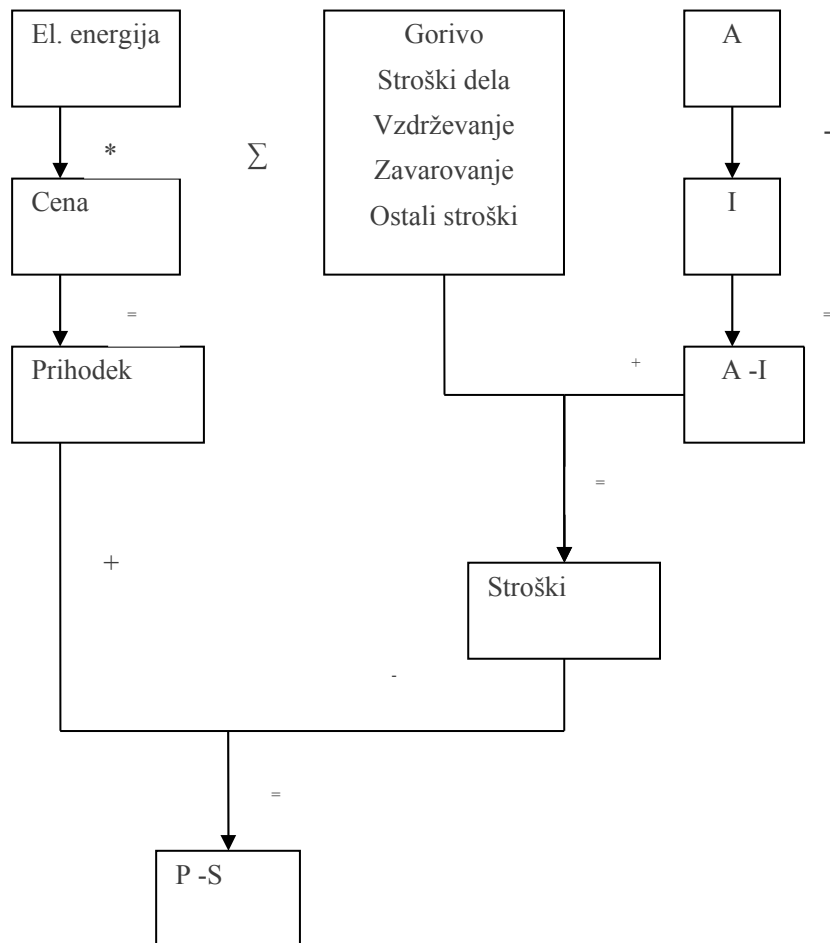 El. energija
*
Cena
=
Prihodek
∑
Gorivo
Stroški dela
Vzdrževanje
Zavarovanje
Ostali stroški
A
-
I
=
A -I
+
=
Stroški
+
-
=
P -S